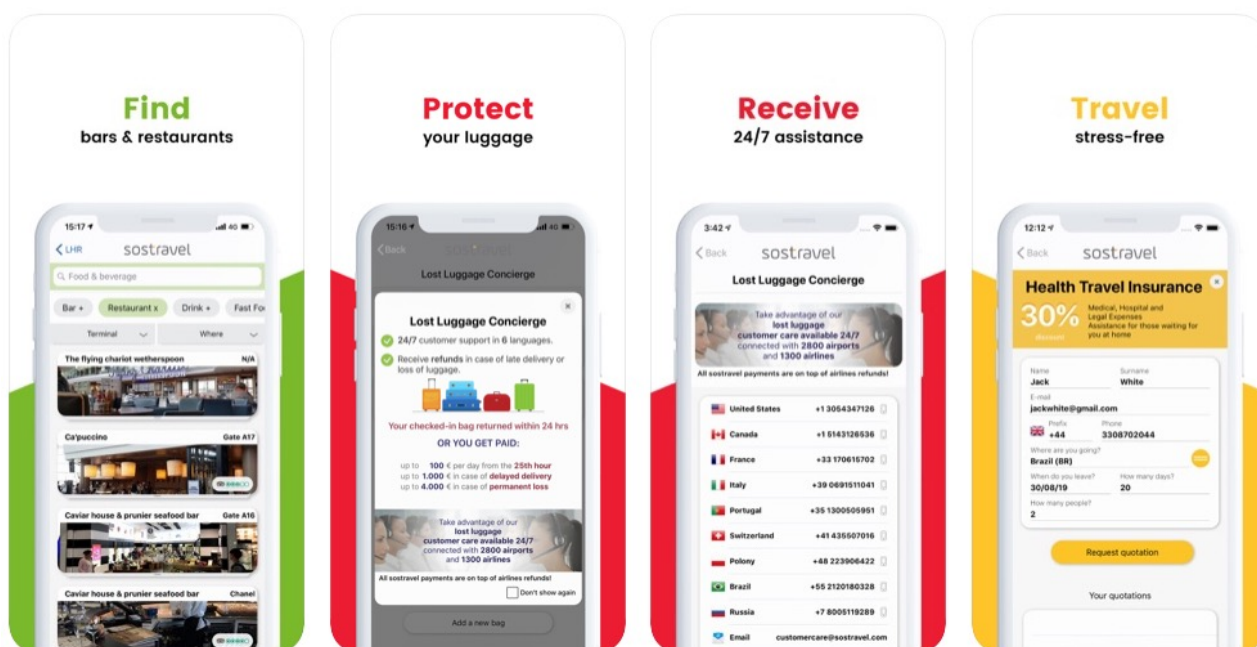 Find
bars & restaurants
15:17
4G
LHR
sostravel
Food & beverage
Bar +
Restaurant x
Drink +
Fast Foo
Terminal
Where
The flying chariot wetherspoon
N/A
Ca'puccino
Gate A17
Caviar house & prunier seafood bar
Gate A16
Caviar house & prunier seafood bar
Chanel
Protect
your luggage
15:16
4G
Back
sostravel
Lost Luggage Concierge
Lost Luggage Concierge
24/7 customer support in 6 languages.
Receive refunds in case of late delivery or
loss of luggage.
Your checked-in bag returned within 24 hrs
OR YOU GET PAID:
up to 100 € per day from the 25th hour
up to 1.000 € in case of delayed delivery
up to 4.000 € in case of permanent loss
Take advantage of our
lost luggage
customer care available 24/7
connected with 2800 airports
and 1300 airlines
All sostravel payments are on top of airlines refunds!
Don't show again
Add a new bag
Receive
24/7 assistance
3:42
Back
sostravel
Lost Luggage Concierge
Take advantage of our
lost luggage
customer care available 24/7
connected with 2800 airports
and 1300 airlines
All sostravel payments are on top of airlines refunds!
United States +1 3054347126
Canada +1 5143126536
France +33 170615702
Italy +39 0691511041
Portugal +35 1300505951
Switzerland +41 435507016
Polony +48 223906422
Brazil +55 2120180328
Russia +7 8005119289
Email customercare@sostravel.com
Travel
stress-free
12:12
Back
sostravel
Health Travel Insurance
30%
discount
Medical, Hospital and
Legal Expenses
Assistance for those waiting for
you at home
Name
Surname
Jack
White
E-mail
jackwhite@gmail.com
Prefix
Phone
+44
3308702044
Where are you going?
Brazil (BR)
When do you leave?
How many days?
30/08/19
20
How many people?
2
Request quotation
Your quotations